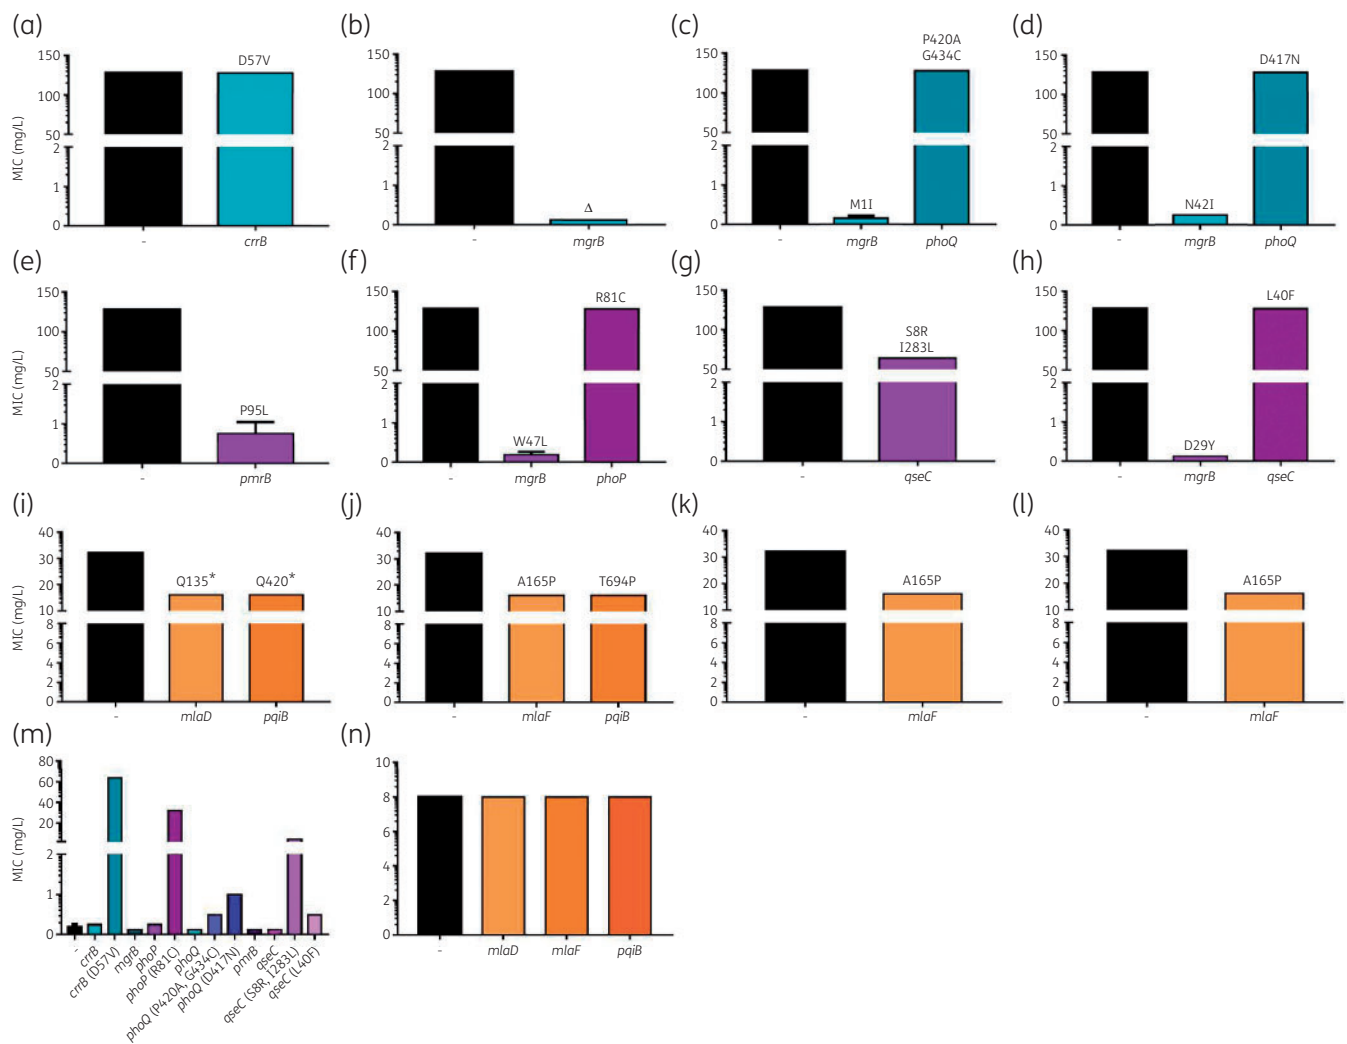 (a)
(b)
(c)
(d)
MIC (mg/L)
150
100
50
2
1
0
D57V
-
crrB
150
100
50
2
1
0
Δ
-
mgrB
150
100
50
2
1
0
M1I
P420A
G434C
-
mgrB
phoQ
150
100
50
2
1
0
N42I
D417N
-
mgrB
phoQ
(e)
(f)
(g)
(h)
MIC (mg/L)
150
100
50
2
1
0
P95L
-
pmrB
150
100
50
2
1
0
W47L
R81C
-
mgrB
phoP
150
100
50
2
1
0
S8R
I283L
-
qseC
150
100
50
2
1
0
D29Y
L40F
-
mgrB
qseC
(i)
(j)
(k)
(l)
MIC (mg/L)
40
30
20
10
8
6
4
2
0
Q135*
Q420*
-
mlaD
pqiB
40
30
20
10
8
6
4
2
0
A165P
T694P
-
mlaF
pqiB
40
30
20
10
8
6
4
2
0
A165P
-
mlaF
40
30
20
10
8
6
4
2
0
A165P
-
mlaF
(m)
(n)
MIC (mg/L)
80
60
40
20
2
1
0
-
crrB
crrB (D57V)
mgrB
phoP
phoP (R81C)
phoQ
phoQ (P420A, G434C)
phoQ (D417N)
pmrB
qseC
qseC (S8R, I283L)
qseC (L40F)
10
8
6
4
2
0
-
mlaD
mlaF
pqiB